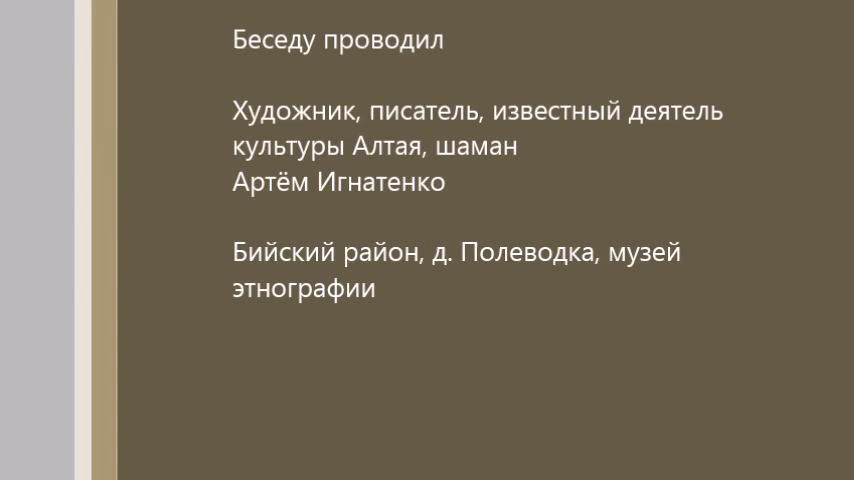 Беседу проводил
Художник, писатель, известный деятель
культуры Алтая, шаман
Артём Игнатенко
Бийский район, д. Полеводка, музей
этнографии